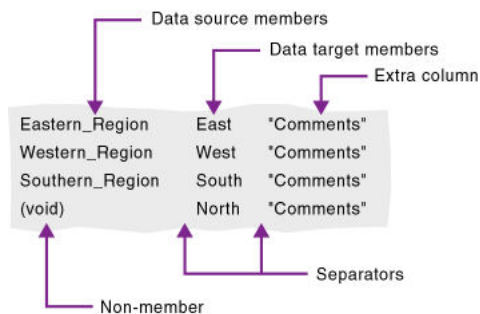 Data source members
Data target members
Extra column
Eastern_Region East "Comments"
Western_Region West "Comments"
Southern_Region South "Comments"
(void) North "Comments"
Separators
Non-member